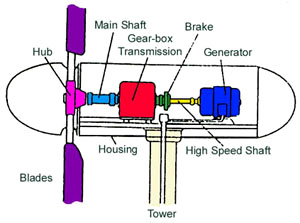 Main Shaft
Gear-box
Transmission
Brake
Generator
Hub
Housing
High Speed Shaft
Blades
Tower